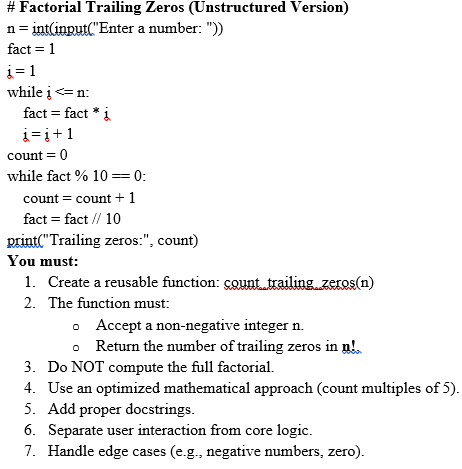 # Factorial Trailing Zeros (Unstructured Version)
n = int(input("Enter a number: "))
fact = 1
i = 1
while i <= n:
fact = fact * i
i = i + 1
count = 0
while fact % 10 == 0:
count = count + 1
fact = fact // 10
print("Trailing zeros:", count)
You must:
1. Create a reusable function: count_trailing_zeros(n)
2. The function must:
o Accept a non-negative integer n.
o Return the number of trailing zeros in n!.
3. Do NOT compute the full factorial.
4. Use an optimized mathematical approach (count multiples of 5).
5. Add proper docstrings.
6. Separate user interaction from core logic.
7. Handle edge cases (e.g., negative numbers, zero).